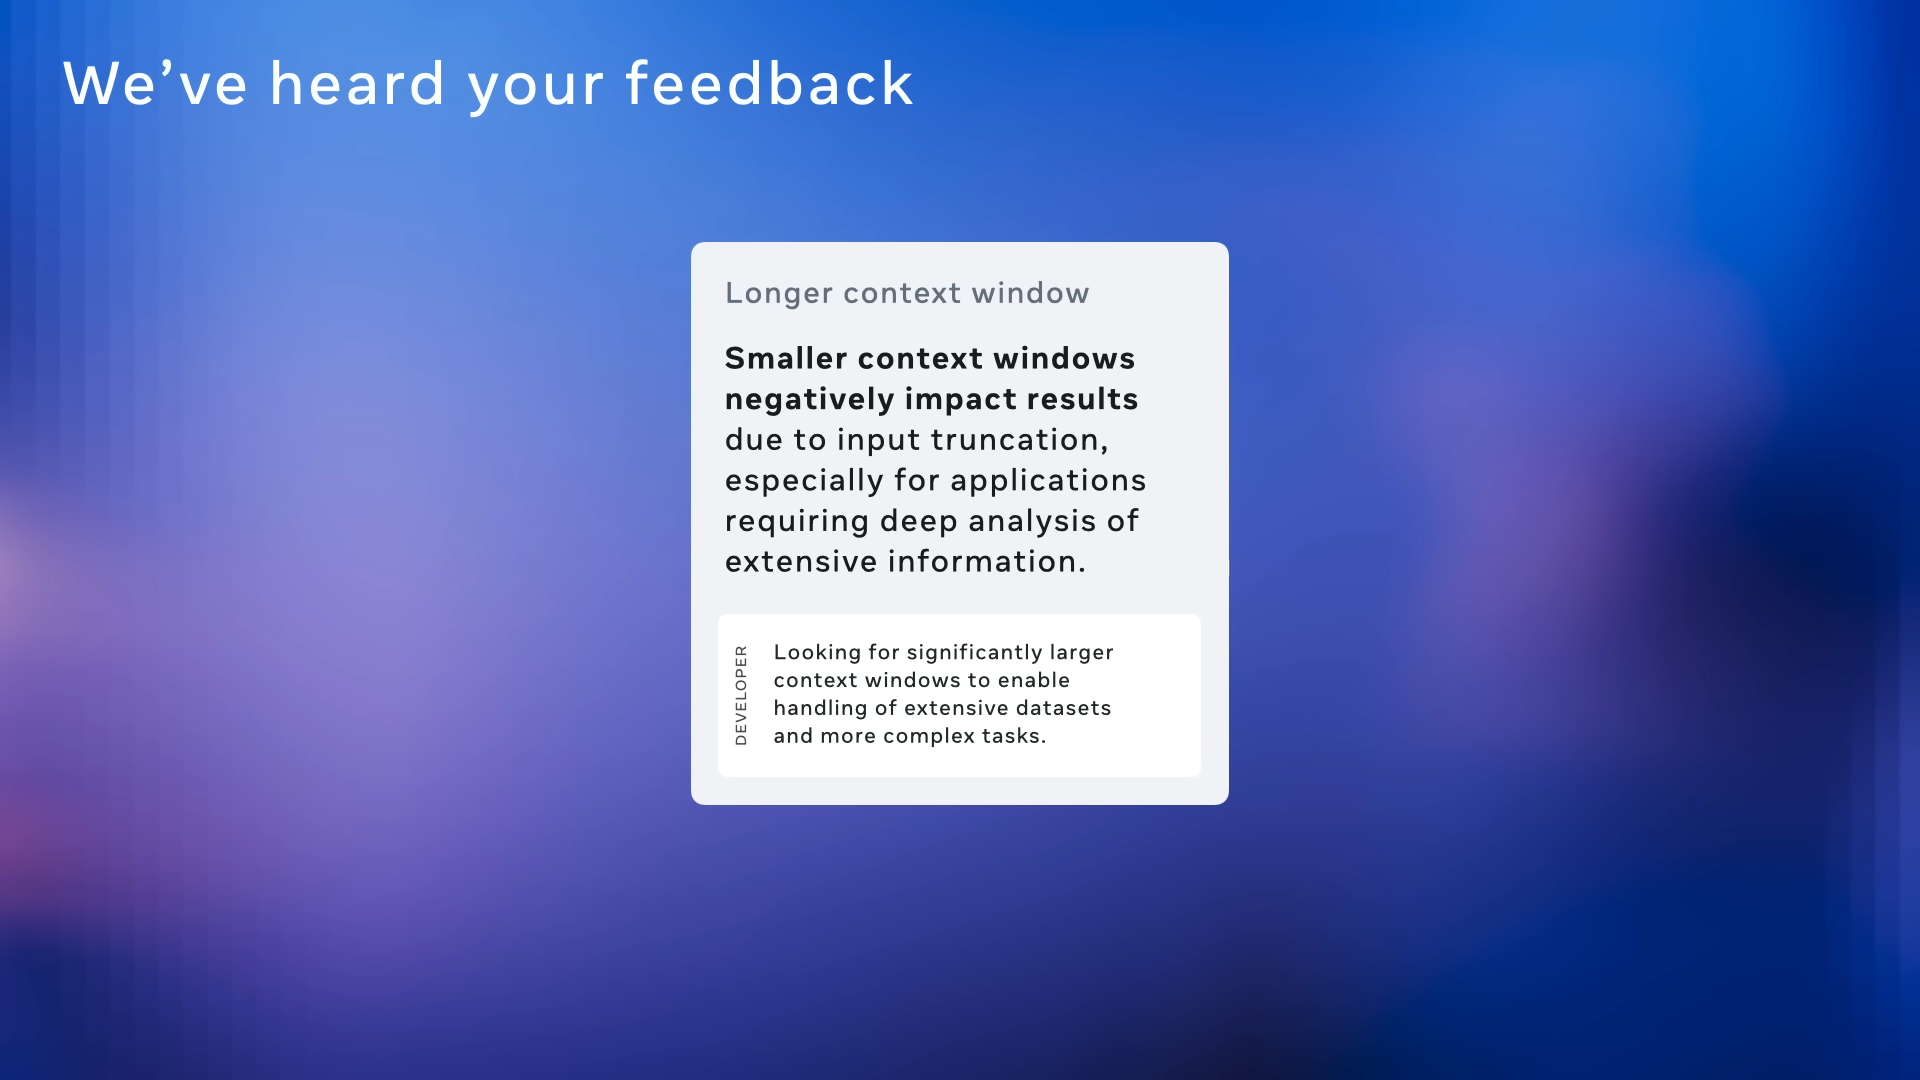 We’ve heard your feedback
Longer context window
Smaller context windows
negatively impact results
due to input truncation,
especially for applications
requiring deep analysis of
extensive information.
DEVELOPER
Looking for significantly larger
context windows to enable
handling of extensive datasets
and more complex tasks.